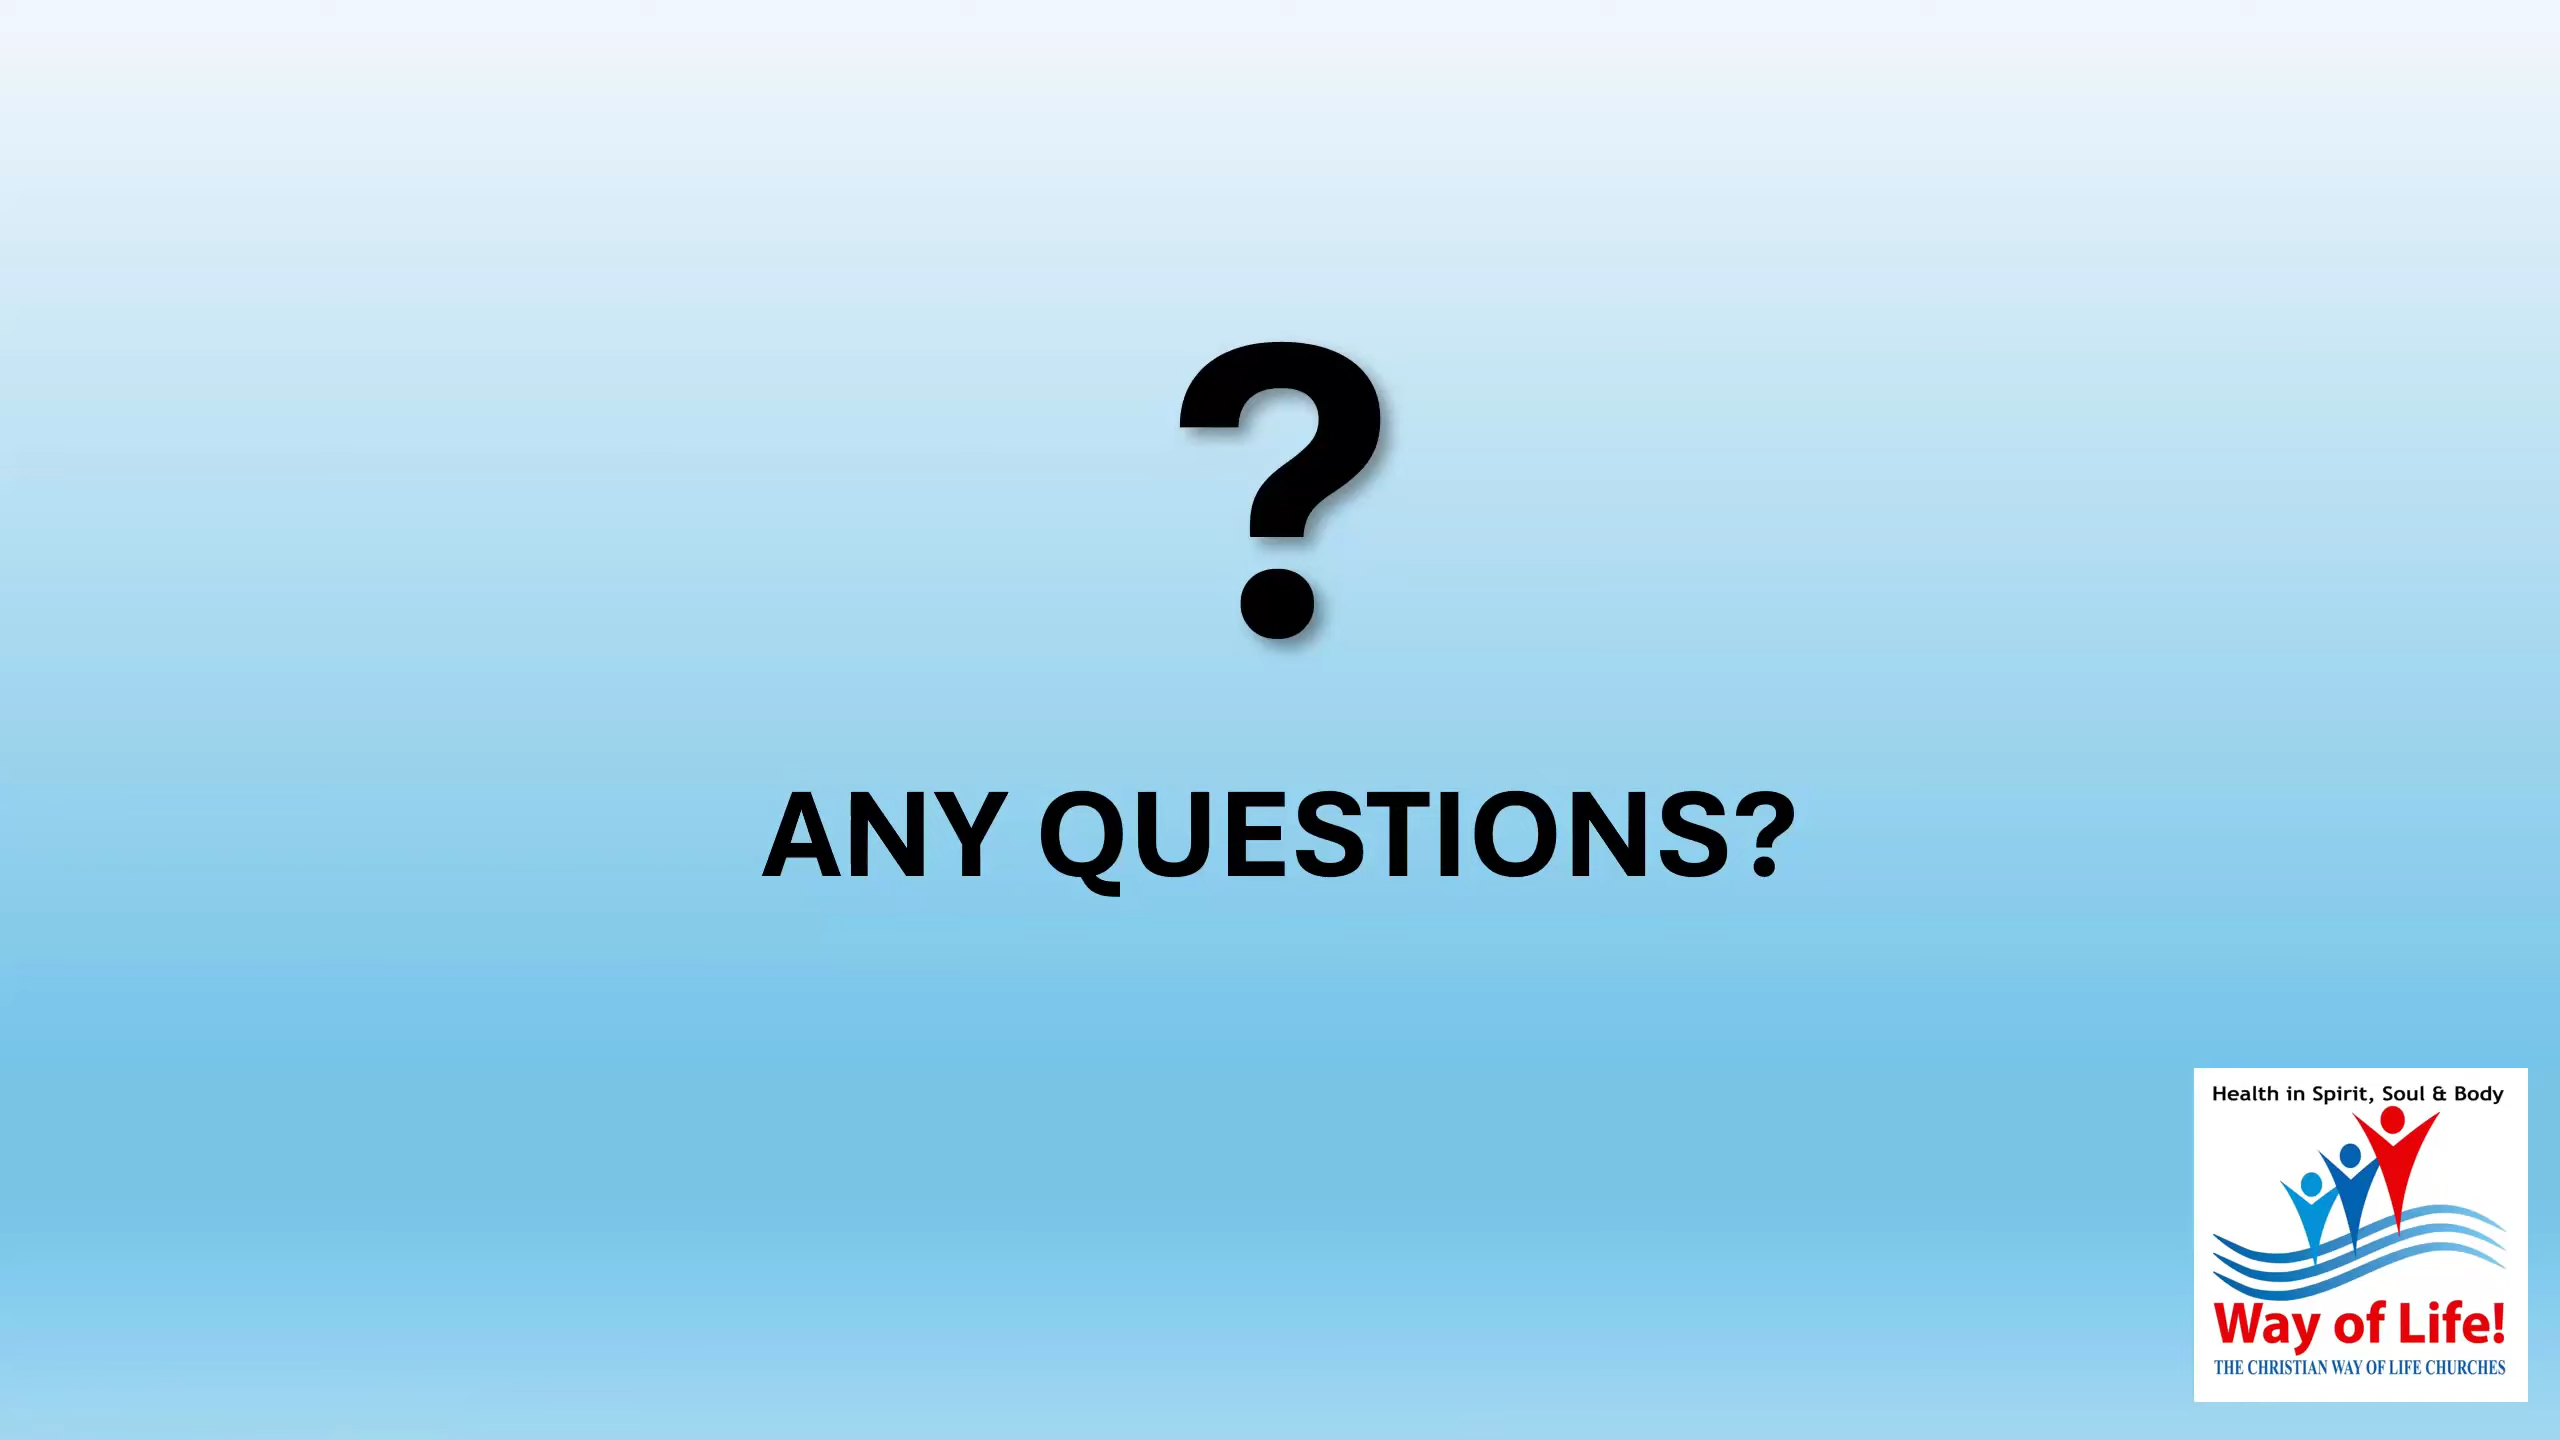 ?
ANY QUESTIONS?
Health in Spirit, Soul & Body
Way of Life!
THE CHRISTIAN WAY OF LIFE CHURCHES